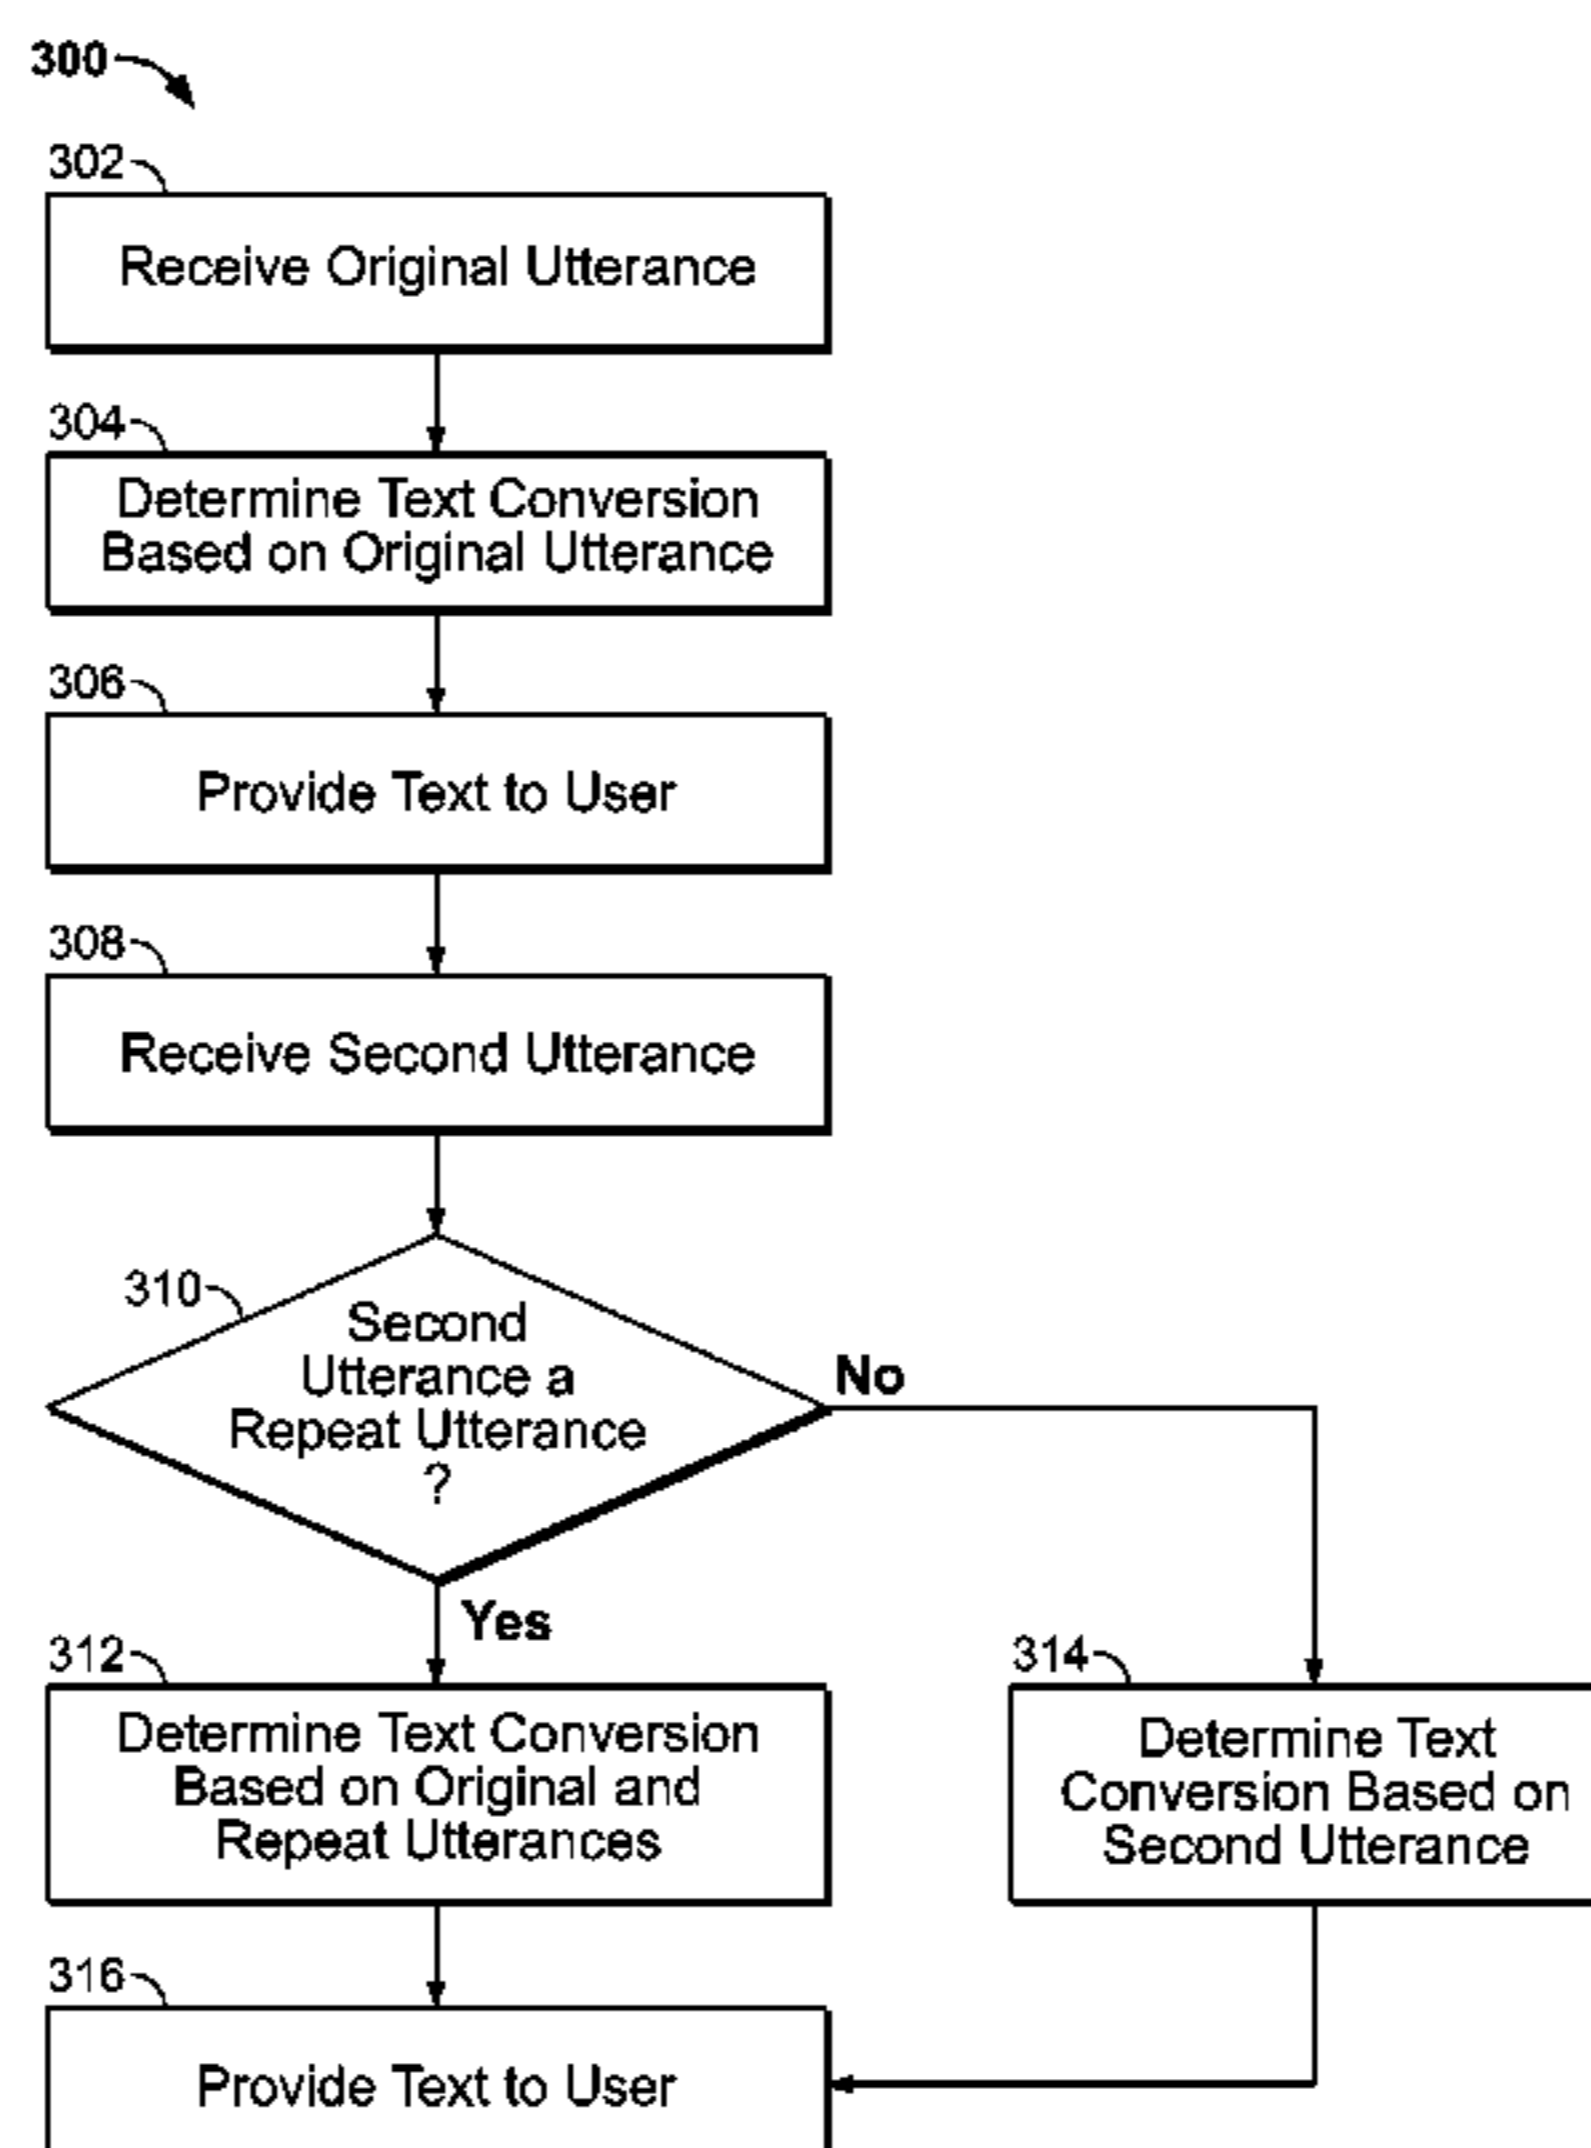 300
302
Receive Original Utterance
304
Determine Text Conversion
Based on Original Utterance
306
Provide Text to User
308
Receive Second Utterance
310
Second
Utterance a
Repeat Utterance
?
No
Yes
312
Determine Text Conversion
Based on Original and
Repeat Utterances
314
Determine Text
Conversion Based on
Second Utterance
316
Provide Text to User